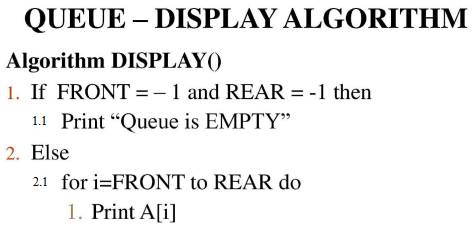 QUEUE – DISPLAY ALGORITHM
Algorithm DISPLAY()
1. If FRONT = – 1 and REAR = -1 then
1.1 Print “Queue is EMPTY”
2. Else
2.1 for i=FRONT to REAR do
1. Print A[i]